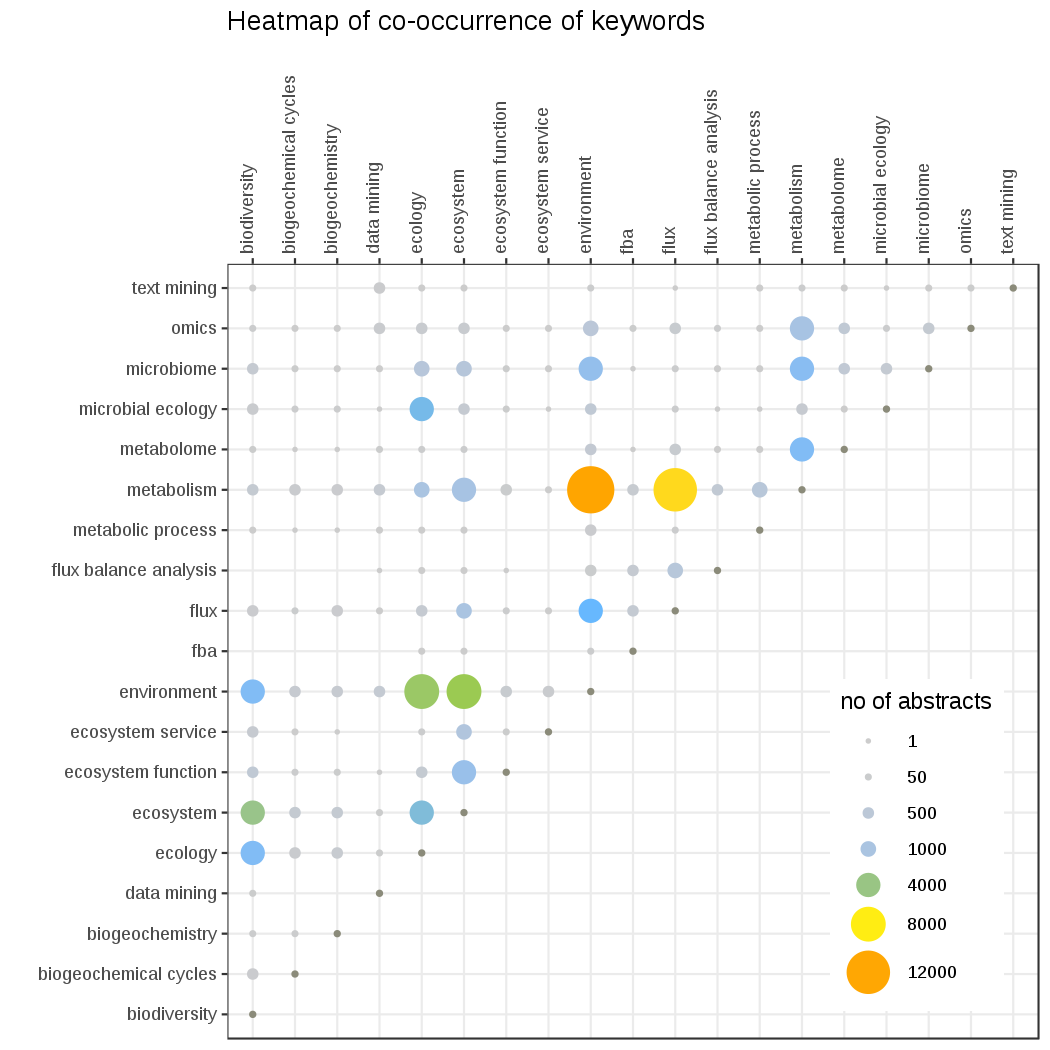 Heatmap of co-occurrence of keywords
biodiversity
biogeochemical cycles
biogeochemistry
data mining
ecology
ecosystem
ecosystem function
ecosystem service
environment
fba
flux
flux balance analysis
metabolic process
metabolism
metabolome
microbial ecology
microbiome
omics
text mining
text mining
omics
microbiome
microbial ecology
metabolome
metabolism
metabolic process
flux balance analysis
flux
fba
environment
ecosystem service
ecosystem function
ecosystem
ecology
data mining
biogeochemistry
biogeochemical cycles
biodiversity
no of abstracts
1
50
500
1000
4000
8000
12000